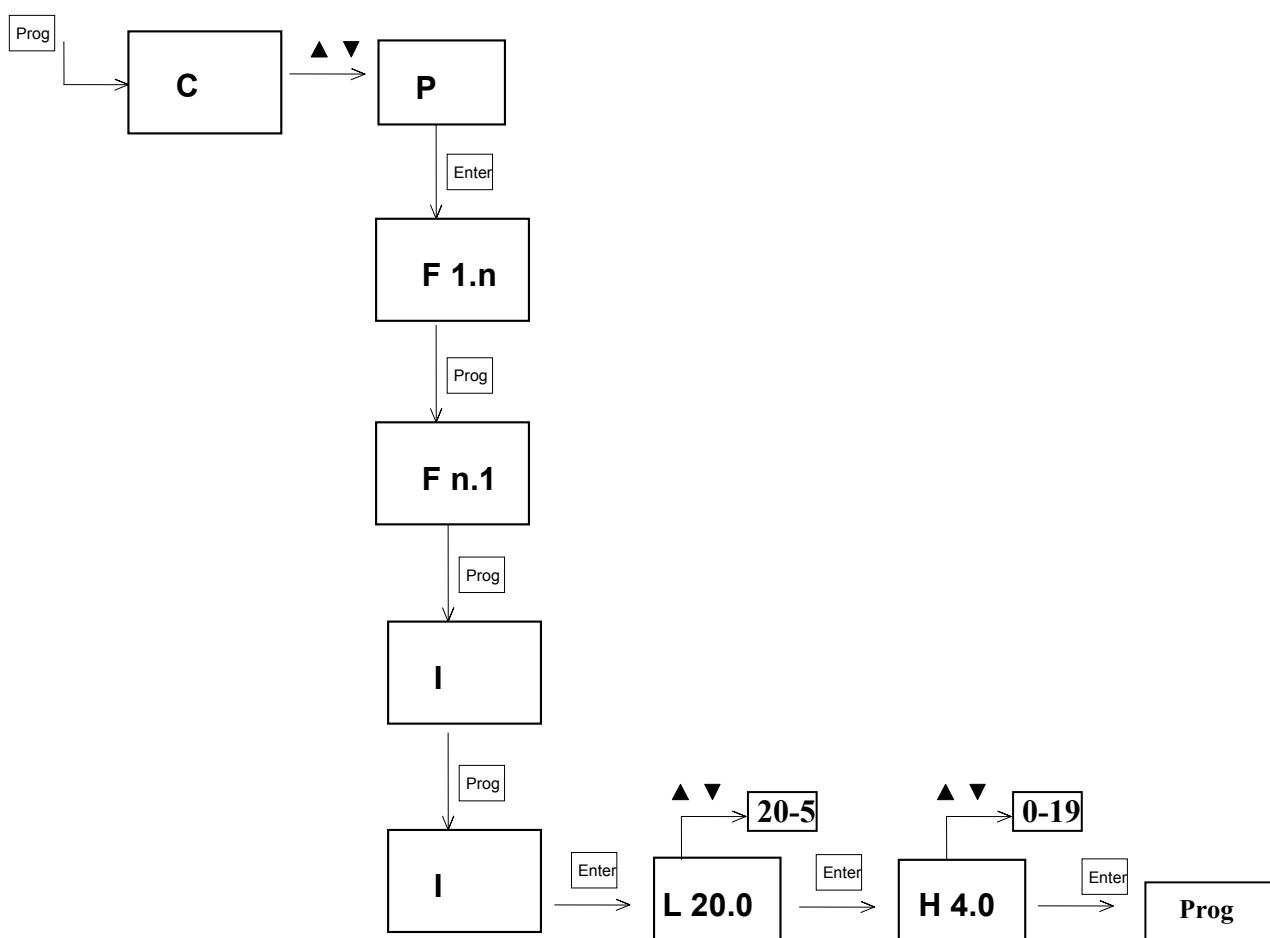 Prog
C
▲ ▼
P
Enter
F 1.n
Prog
F n.1
Prog
I
Prog
I
Enter
▲ ▼
20-5
L 20.0
Enter
▲ ▼
0-19
H 4.0
Enter
Prog